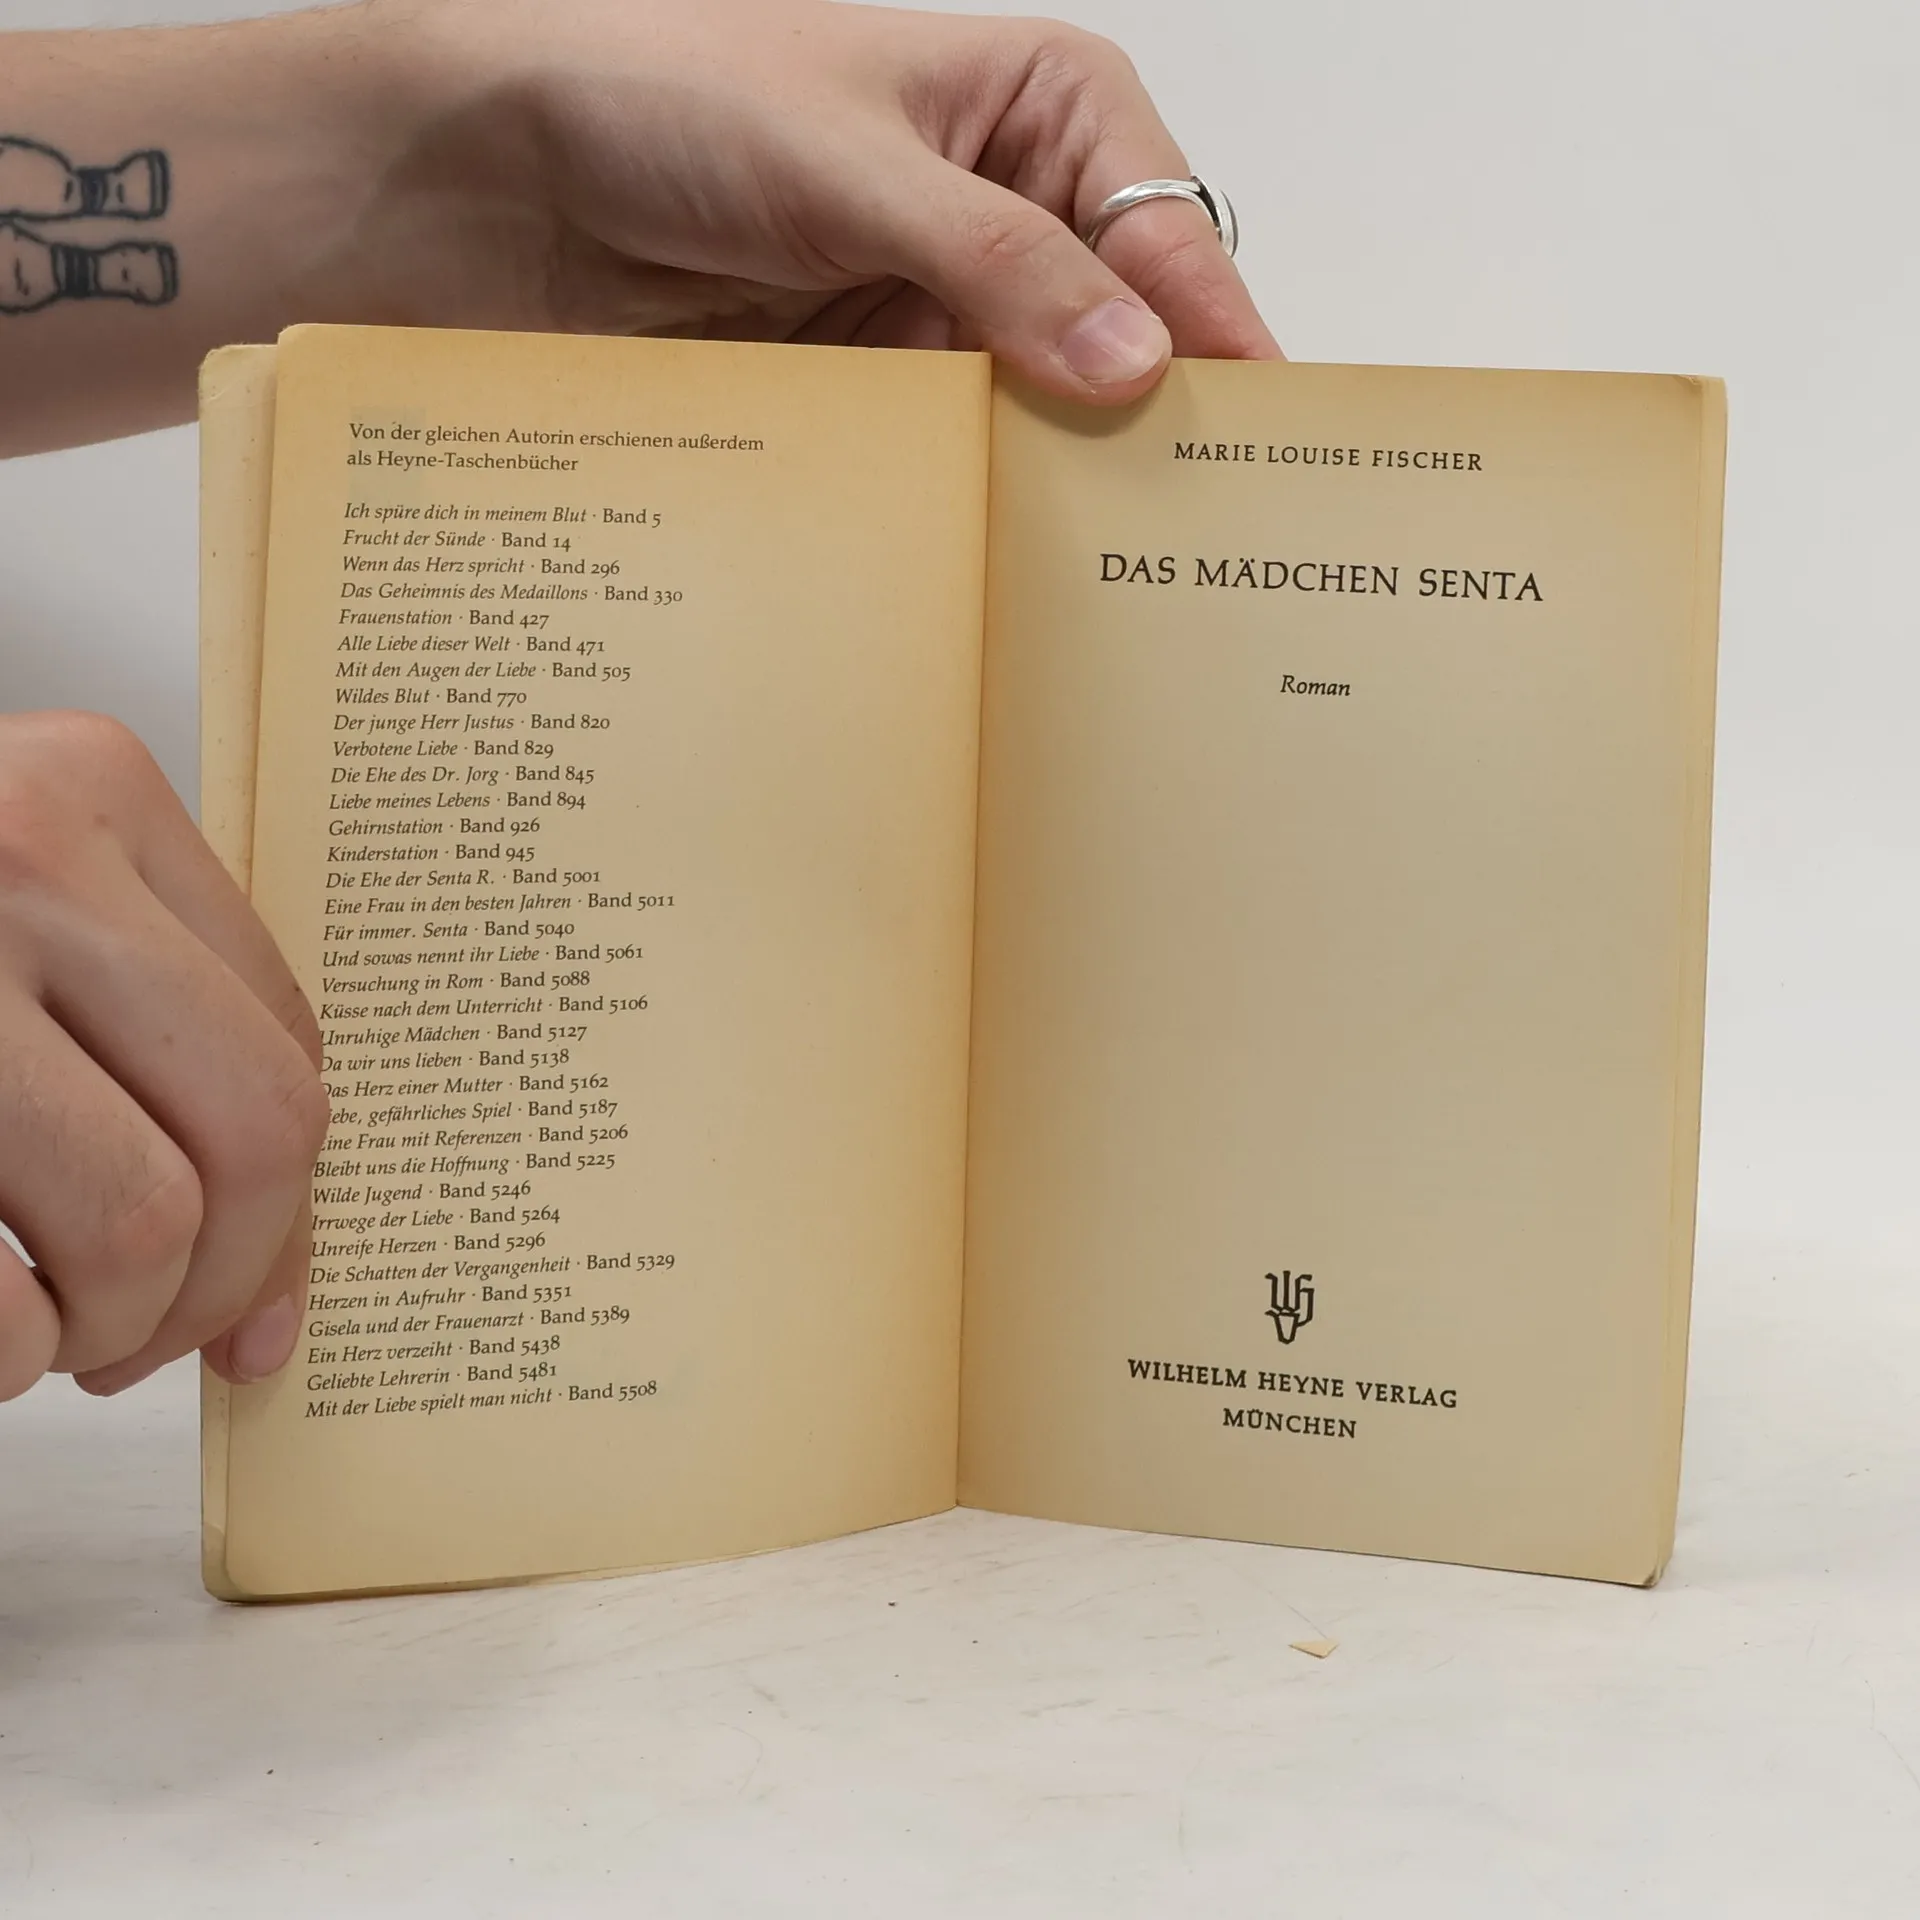 Von der gleichen Autorin erschienen außerdem
als Heyne-Taschenbücher
Ich spüre dich in meinem Blut · Band 5
Frucht der Sünde · Band 14
Wenn das Herz spricht · Band 296
Das Geheimnis des Medaillons · Band 330
Frauenstation · Band 427
Alle Liebe dieser Welt · Band 471
Mit den Augen der Liebe · Band 505
Wildes Blut · Band 770
Der junge Herr Justus · Band 820
Verbotene Liebe · Band 829
Die Ehe des Dr. Jorg · Band 845
Liebe meines Lebens · Band 894
Gehirnstation · Band 926
Kinderstation · Band 945
Die Ehe der Senta R. · Band 5001
Eine Frau in den besten Jahren · Band 5011
Für immer. Senta · Band 5040
Und sowas nennt ihr Liebe · Band 5061
Versuchung in Rom · Band 5088
Küsse nach dem Unterricht · Band 5106
Unruhige Mädchen · Band 5127
Da wir uns lieben · Band 5138
Das Herz einer Mutter · Band 5162
iebe, gefährliches Spiel · Band 5187
Eine Frau mit Referenzen · Band 5206
Bleibt uns die Hoffnung · Band 5225
Wilde Jugend · Band 5246
Irrwege der Liebe · Band 5264
Unreife Herzen · Band 5296
Die Schatten der Vergangenheit · Band 5329
Herzen in Aufruhr · Band 5351
Gisela und der Frauenarzt · Band 5389
Ein Herz verzeiht · Band 5438
Geliebte Lehrerin · Band 5481
Mit der Liebe spielt man nicht · Band 5508
MARIE LOUISE FISCHER
DAS MÄDCHEN SENTA
Roman
WILHELM HEYNE VERLAG
MÜNCHEN